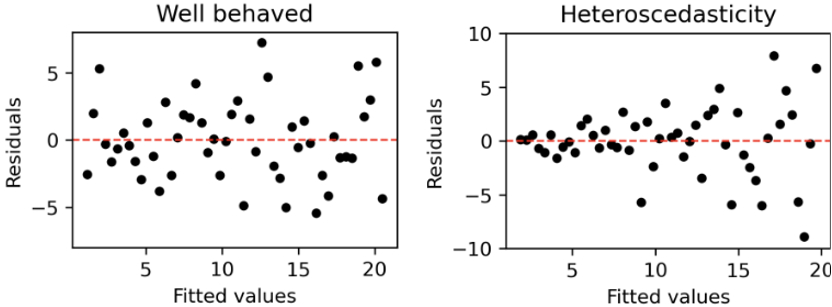 Well behaved
5
0
−5
Residuals
5 10 15 20
Fitted values
Heteroscedasticity
10
5
0
−5
−10
Residuals
5 10 15 20
Fitted values